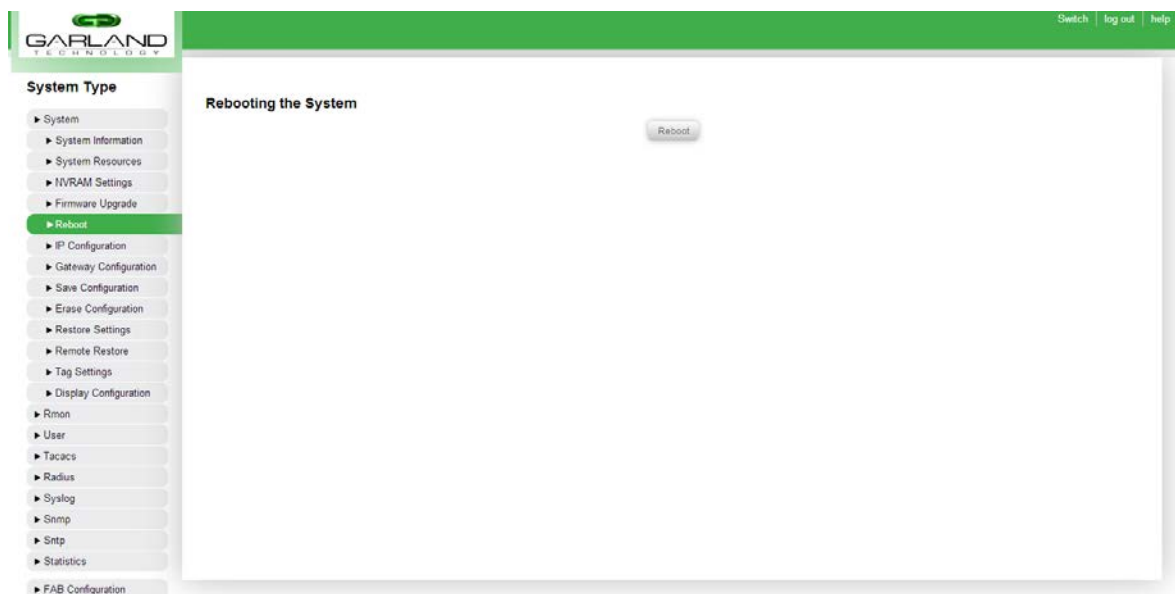 GARLAND
TECHNOLOGY
Switch log out help
System Type
System
System Information
System Resources
NVRAM Settings
Firmware Upgrade
Reboot
IP Configuration
Gateway Configuration
Save Configuration
Erase Configuration
Restore Settings
Remote Restore
Tag Settings
Display Configuration
Rmon
User
Tacacs
Radius
Syslog
Snmp
Sntp
Statistics
FAB Configuration
Rebooting the System
Reboot